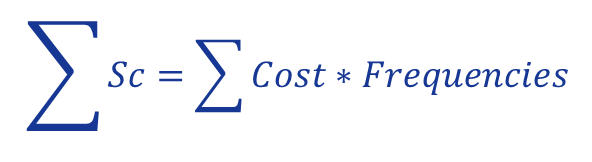 ∑ Sc = ∑ Cost * Frequencies